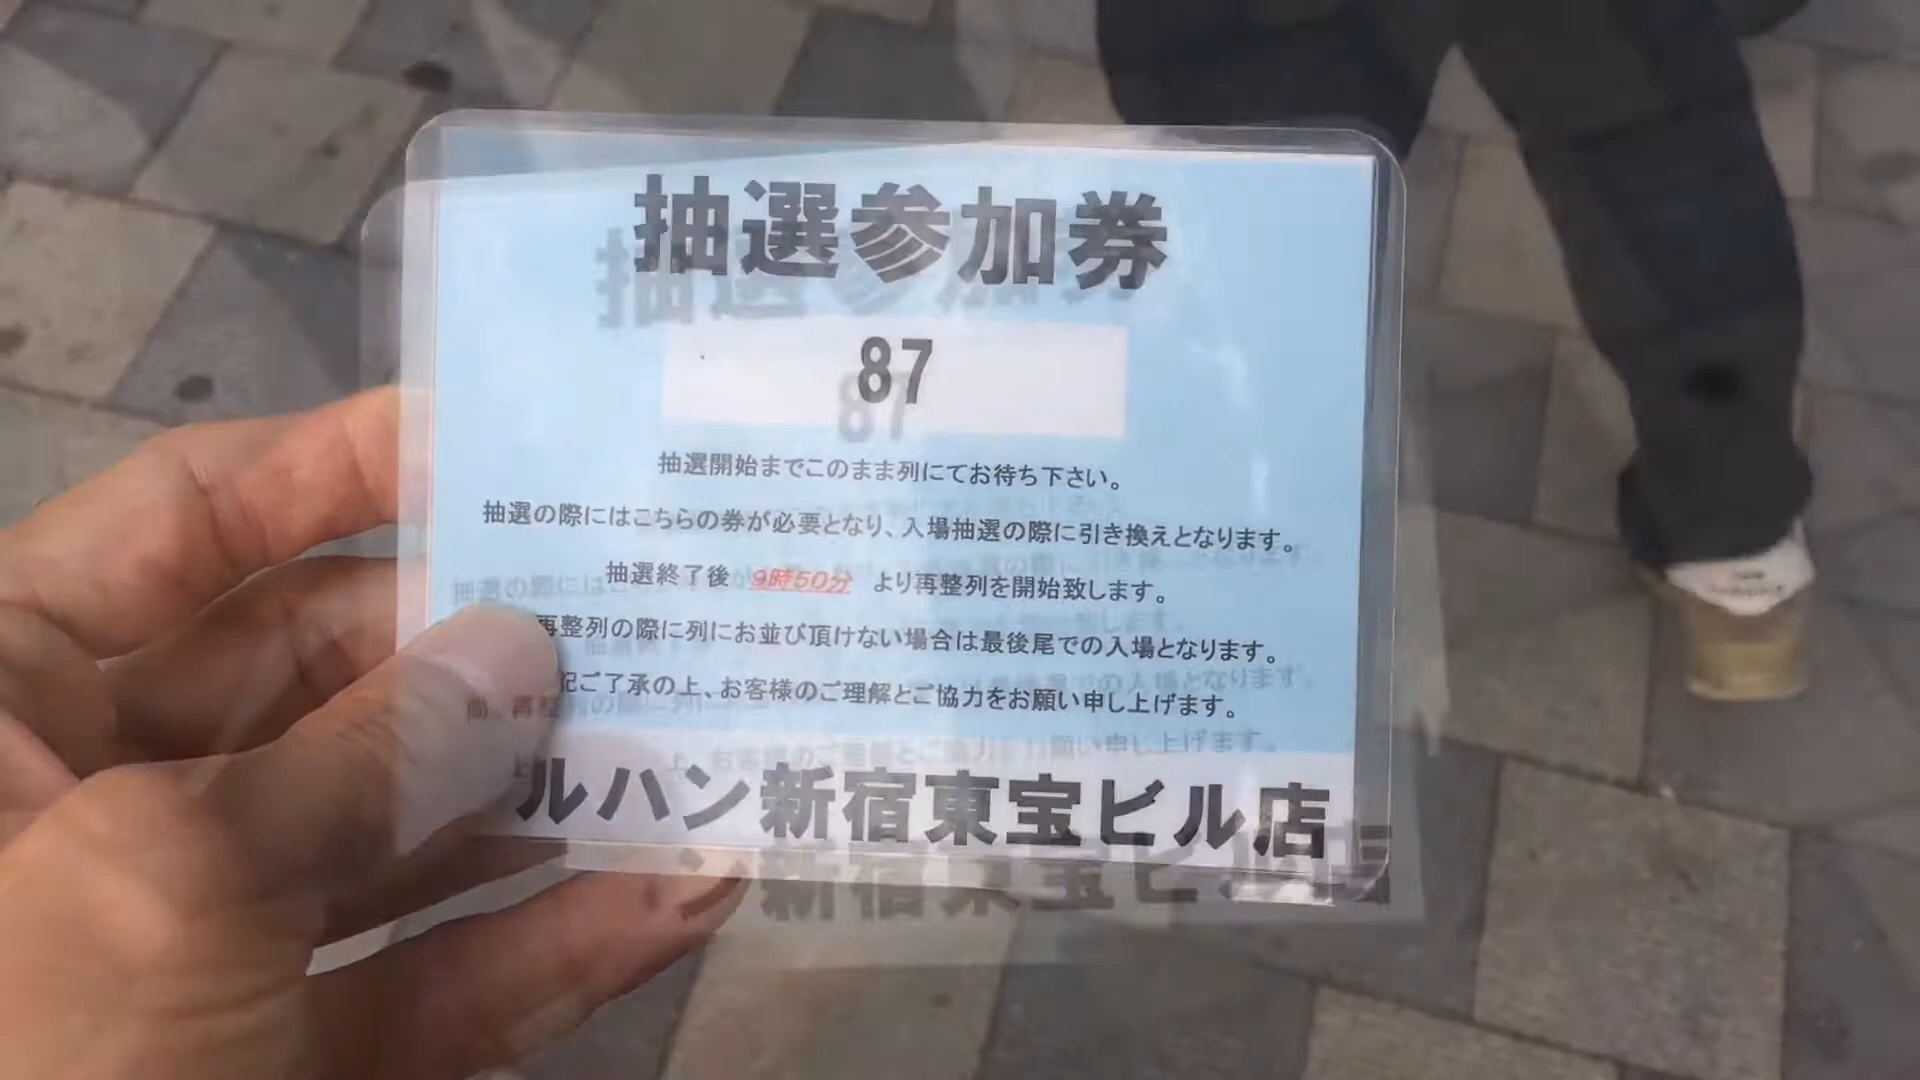 抽選参加券
87
抽選開始までこのまま列にてお待ち下さい。
抽選の際にはこちらの券が必要となり、入場抽選の際に引き換えとなります。
抽選終了後 9時50分 より再整列を開始致します。
再整列の際に列にお並び頂けない場合は最後尾での入場となります。
記ご了承の上、お客様のご理解とご協力をお願い申し上げます。
ルハン新宿東宝ビル店